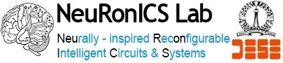 NeuRonICS Lab
Neurally - inspired Reconfigurable
Intelligent Circuits & Systems